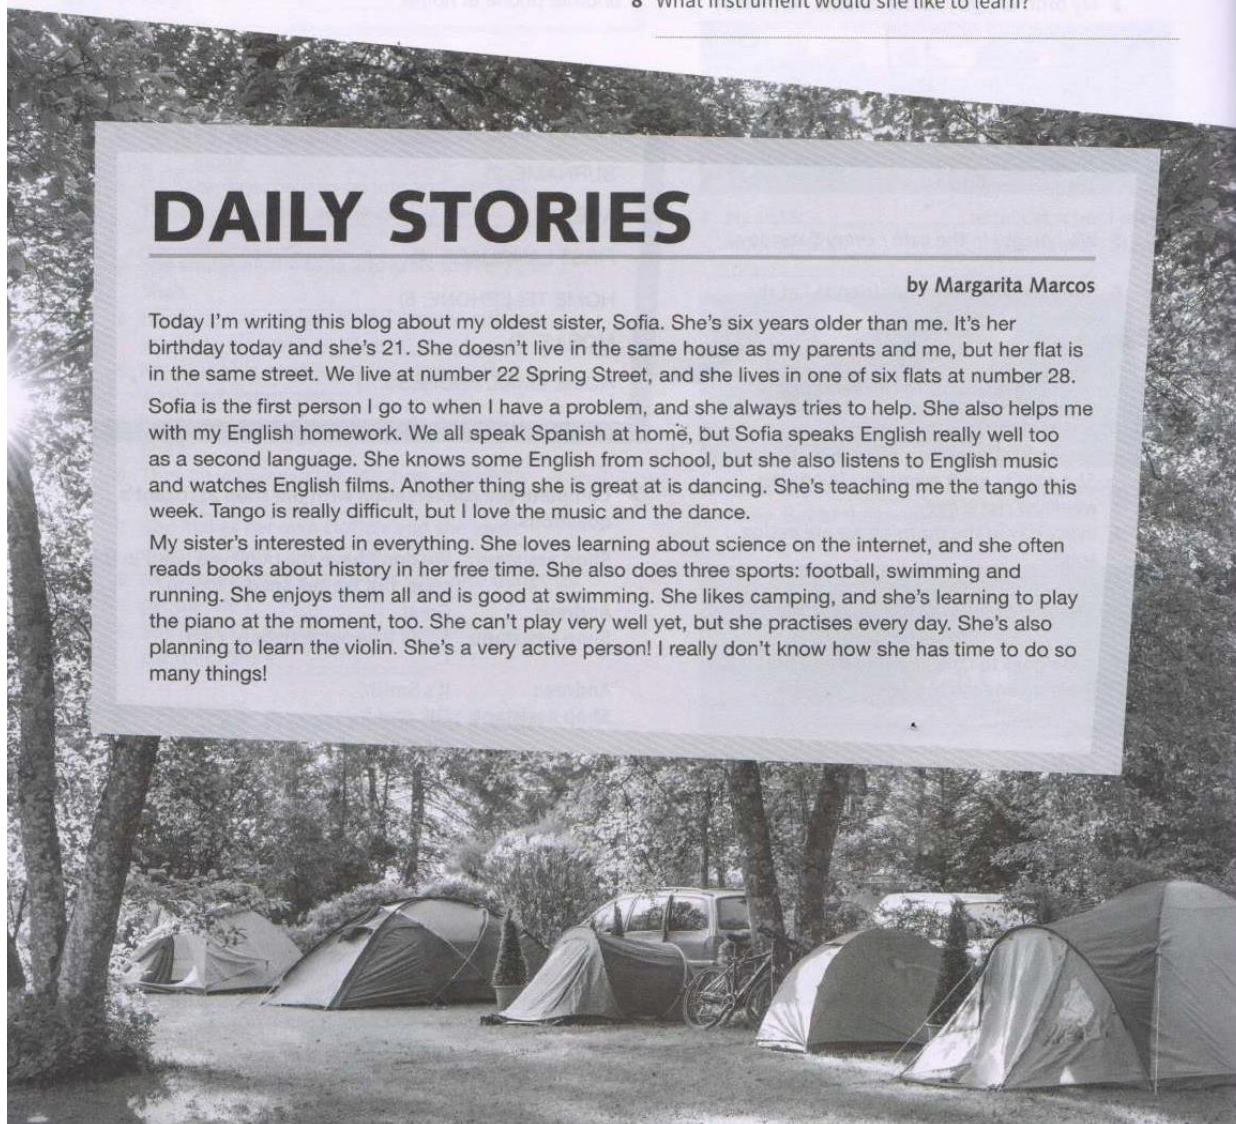 8 What instrument would she like to learn?
DAILY STORIES
by Margarita Marcos
Today I'm writing this blog about my oldest sister, Sofia. She's six years older than me. It's her
birthday today and she's 21. She doesn't live in the same house as my parents and me, but her flat is
in the same street. We live at number 22 Spring Street, and she lives in one of six flats at number 28.
Sofia is the first person I go to when I have a problem, and she always tries to help. She also helps me
with my English homework. We all speak Spanish at home, but Sofia speaks English really well too
as a second language. She knows some English from school, but she also listens to English music
and watches English films. Another thing she is great at is dancing. She's teaching me the tango this
week. Tango is really difficult, but I love the music and the dance.
My sister's interested in everything. She loves learning about science on the internet, and she often
reads books about history in her free time. She also does three sports: football, swimming and
running. She enjoys them all and is good at swimming. She likes camping, and she's learning to play
the piano at the moment, too. She can't play very well yet, but she practises every day. She's also
planning to learn the violin. She's a very active person! I really don't know how she has time to do so
many things!